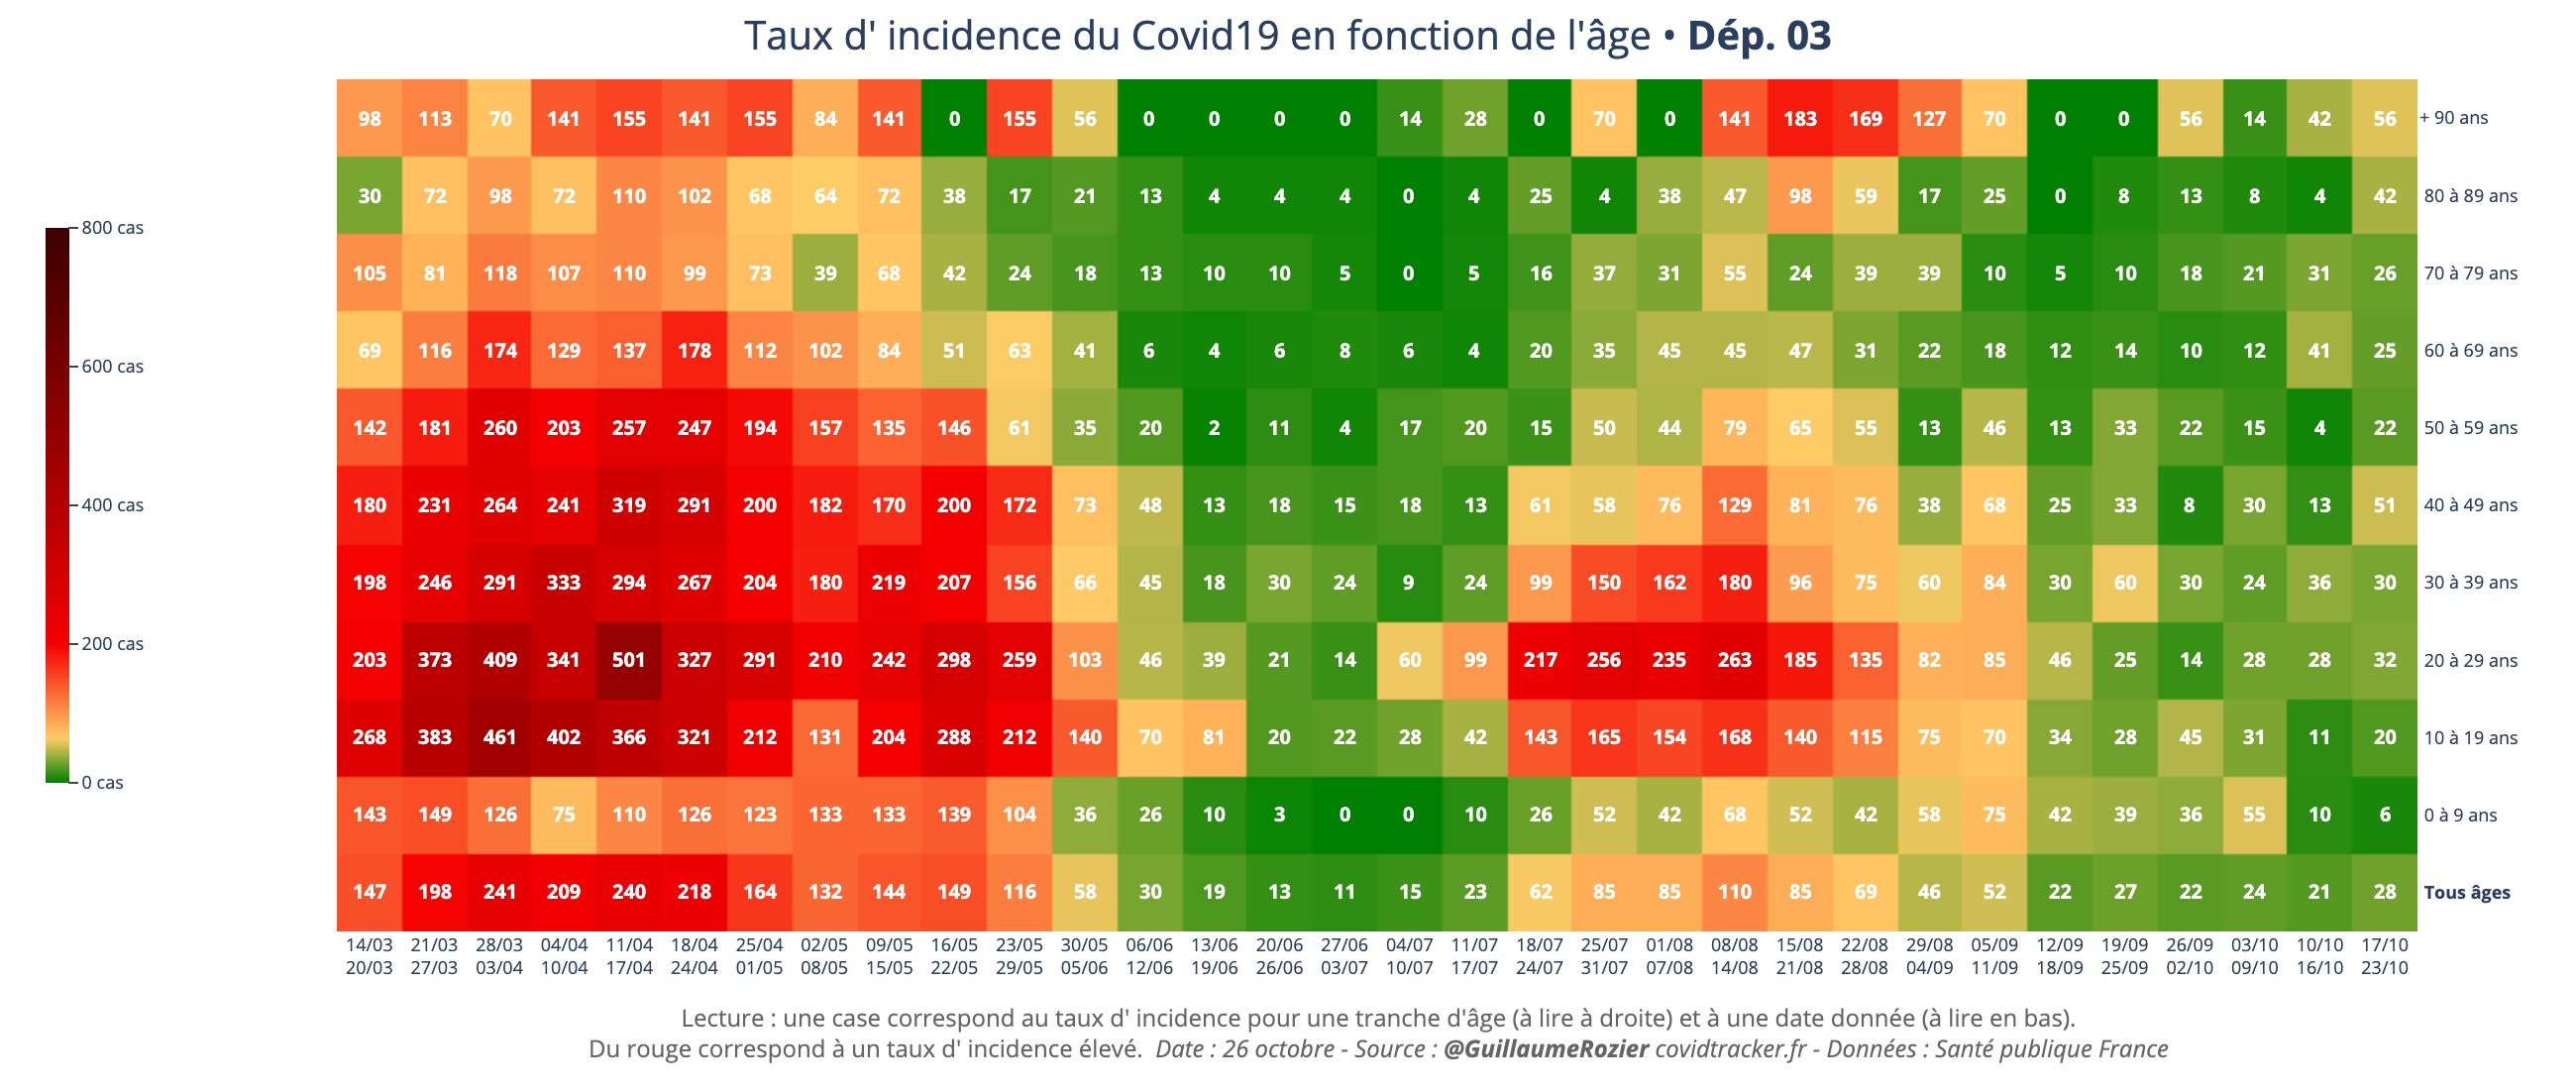 Taux d' incidence du Covid19 en fonction de l'âge • Dép. 03
98 113 70 141 155 141 155 84 141 0 155 56 0 0 0 0 14 28 0 70 0 141 183 169 127 70 0 0 56 14 42 56 + 90 ans
30 72 98 72 110 102 68 64 72 38 17 21 13 4 4 4 0 4 25 4 38 47 98 59 17 25 0 8 13 8 4 42 80 à 89 ans
105 81 118 107 110 99 73 39 68 42 24 18 13 10 10 5 0 5 16 37 31 55 24 39 39 10 5 10 18 21 31 26 70 à 79 ans
69 116 174 129 137 178 112 102 84 51 63 41 6 4 6 8 6 4 20 35 45 45 47 31 22 18 12 14 10 12 41 25 60 à 69 ans
142 181 260 203 257 247 194 157 135 146 61 35 20 2 11 4 17 20 15 50 44 79 65 55 13 46 13 33 22 15 4 22 50 à 59 ans
180 231 264 241 319 291 200 182 170 200 172 73 48 13 18 15 18 13 61 58 76 129 81 76 38 68 25 33 8 30 13 51 40 à 49 ans
198 246 291 333 294 267 204 180 219 207 156 66 45 18 30 24 9 24 99 150 162 180 96 75 60 84 30 60 30 24 36 30 30 à 39 ans
203 373 409 341 501 327 291 210 242 298 259 103 46 39 21 14 60 99 217 256 235 263 185 135 82 85 46 25 14 28 28 32 20 à 29 ans
268 383 461 402 366 321 212 131 204 288 212 140 70 81 20 22 28 42 143 165 154 168 140 115 75 70 34 28 45 31 11 20 10 à 19 ans
143 149 126 75 110 126 123 133 133 139 104 36 26 10 3 0 0 10 26 52 42 68 52 42 58 75 42 39 36 55 10 6 0 à 9 ans
147 198 241 209 240 218 164 132 144 149 116 58 30 19 13 11 15 23 62 85 85 110 85 69 46 52 22 27 22 24 21 28 Tous âges
14/03 21/03 28/03 04/04 11/04 18/04 25/04 02/05 09/05 16/05 23/05 30/05 06/06 13/06 20/06 27/06 04/07 11/07 18/07 25/07 01/08 08/08 15/08 22/08 29/08 05/09 12/09 19/09 26/09 03/10 10/10 17/10
20/03 27/03 03/04 10/04 17/04 24/04 01/05 08/05 15/05 22/05 29/05 05/06 12/06 19/06 26/06 03/07 10/07 17/07 24/07 31/07 07/08 14/08 21/08 28/08 04/09 11/09 18/09 25/09 02/10 09/10 16/10 23/10
800 cas
600 cas
400 cas
200 cas
0 cas
Lecture : une case correspond au taux d' incidence pour une tranche d'âge (à lire à droite) et à une date donnée (à lire en bas).
Du rouge correspond à un taux d' incidence élevé. Date : 26 octobre - Source : @GuillaumeRozier covidtracker.fr - Données : Santé publique France